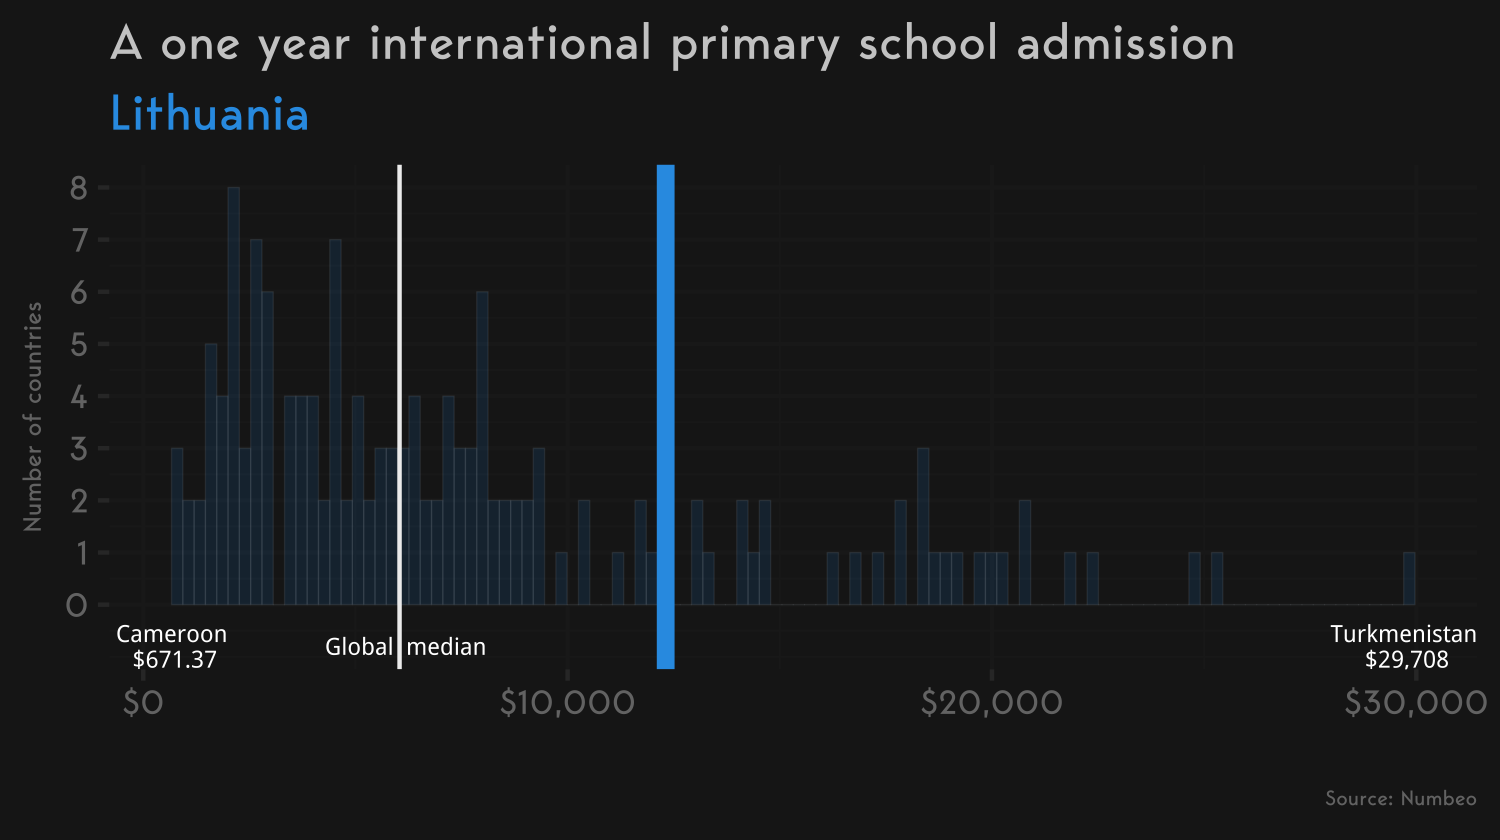 A one year international primary school admission
Lithuania
Number of countries
8
7
6
5
4
3
2
1
0
Cameroon
$671.37
Global median
Turkmenistan
$29,708
$0 $10,000 $20,000 $30,000
Source: Numbeo